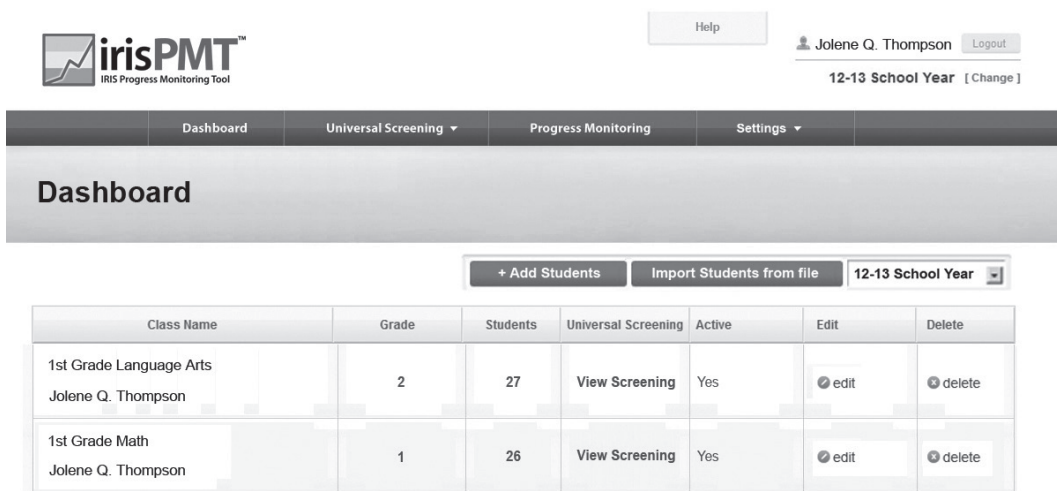 Help
irisPMT™
IRIS Progress Monitoring Tool
Jolene Q. Thompson Logout
12-13 School Year [ Change ]
Dashboard Universal Screening Progress Monitoring Settings
Dashboard
+ Add Students Import Students from file 12-13 School Year
Class Name Grade Students Universal Screening Active Edit Delete
1st Grade Language Arts
Jolene Q. Thompson
2 27 View Screening Yes edit delete
1st Grade Math
Jolene Q. Thompson
1 26 View Screening Yes edit delete